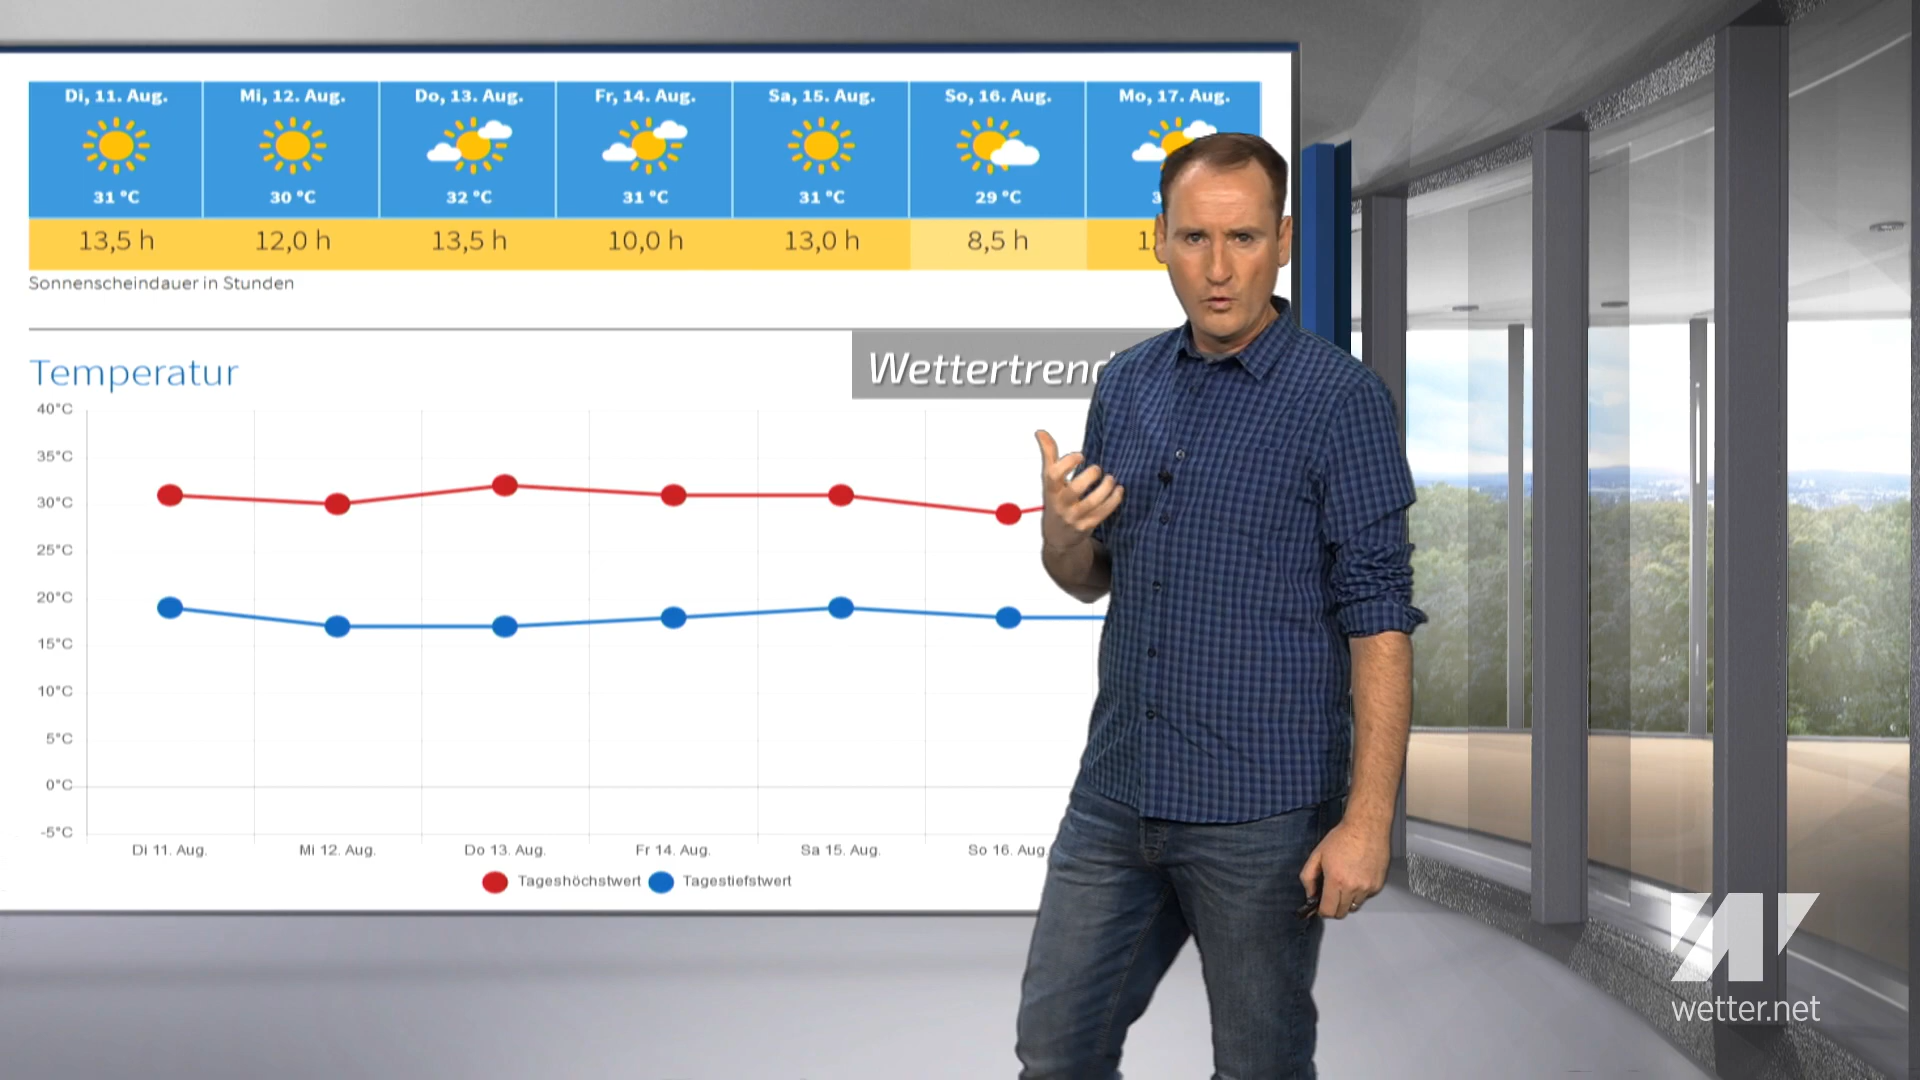 Di, 11. Aug. Mi, 12. Aug. Do, 13. Aug. Fr, 14. Aug. Sa, 15. Aug. So, 16. Aug. Mo, 17. Aug.
31 °C 30 °C 32 °C 31 °C 31 °C 29 °C
13,5 h 12,0 h 13,5 h 10,0 h 13,0 h 8,5 h
Sonnenscheindauer in Stunden
Temperatur
Wettertrend
40°C
35°C
30°C
25°C
20°C
15°C
10°C
5°C
0°C
-5°C
Di 11. Aug. Mi 12. Aug. Do 13. Aug. Fr 14. Aug. Sa 15. Aug. So 16. Aug.
Tageshöchstwert Tagestiefstwert
wetter.net